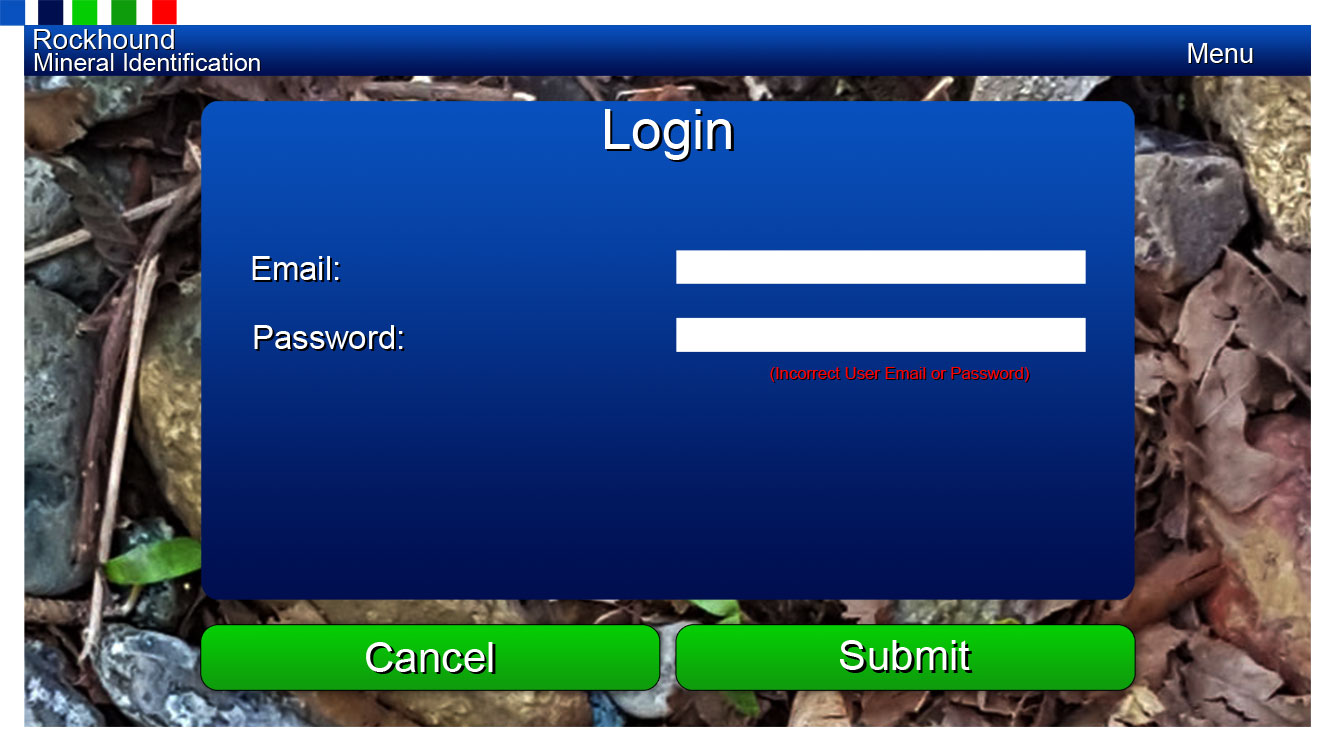 Rockhound
Mineral Identification
Menu
Login
Email:
Password:
(Incorrect User Email or Password)
Cancel
Submit